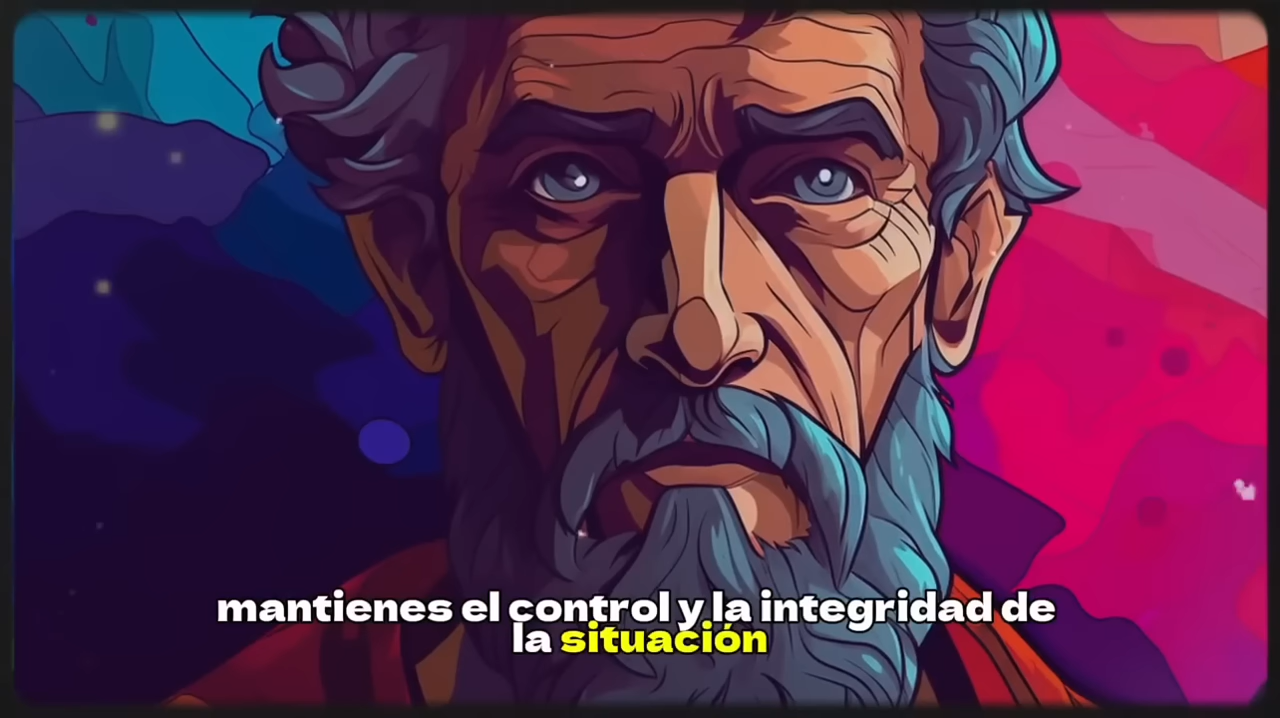 mantienes el control y la integridad de
la situación